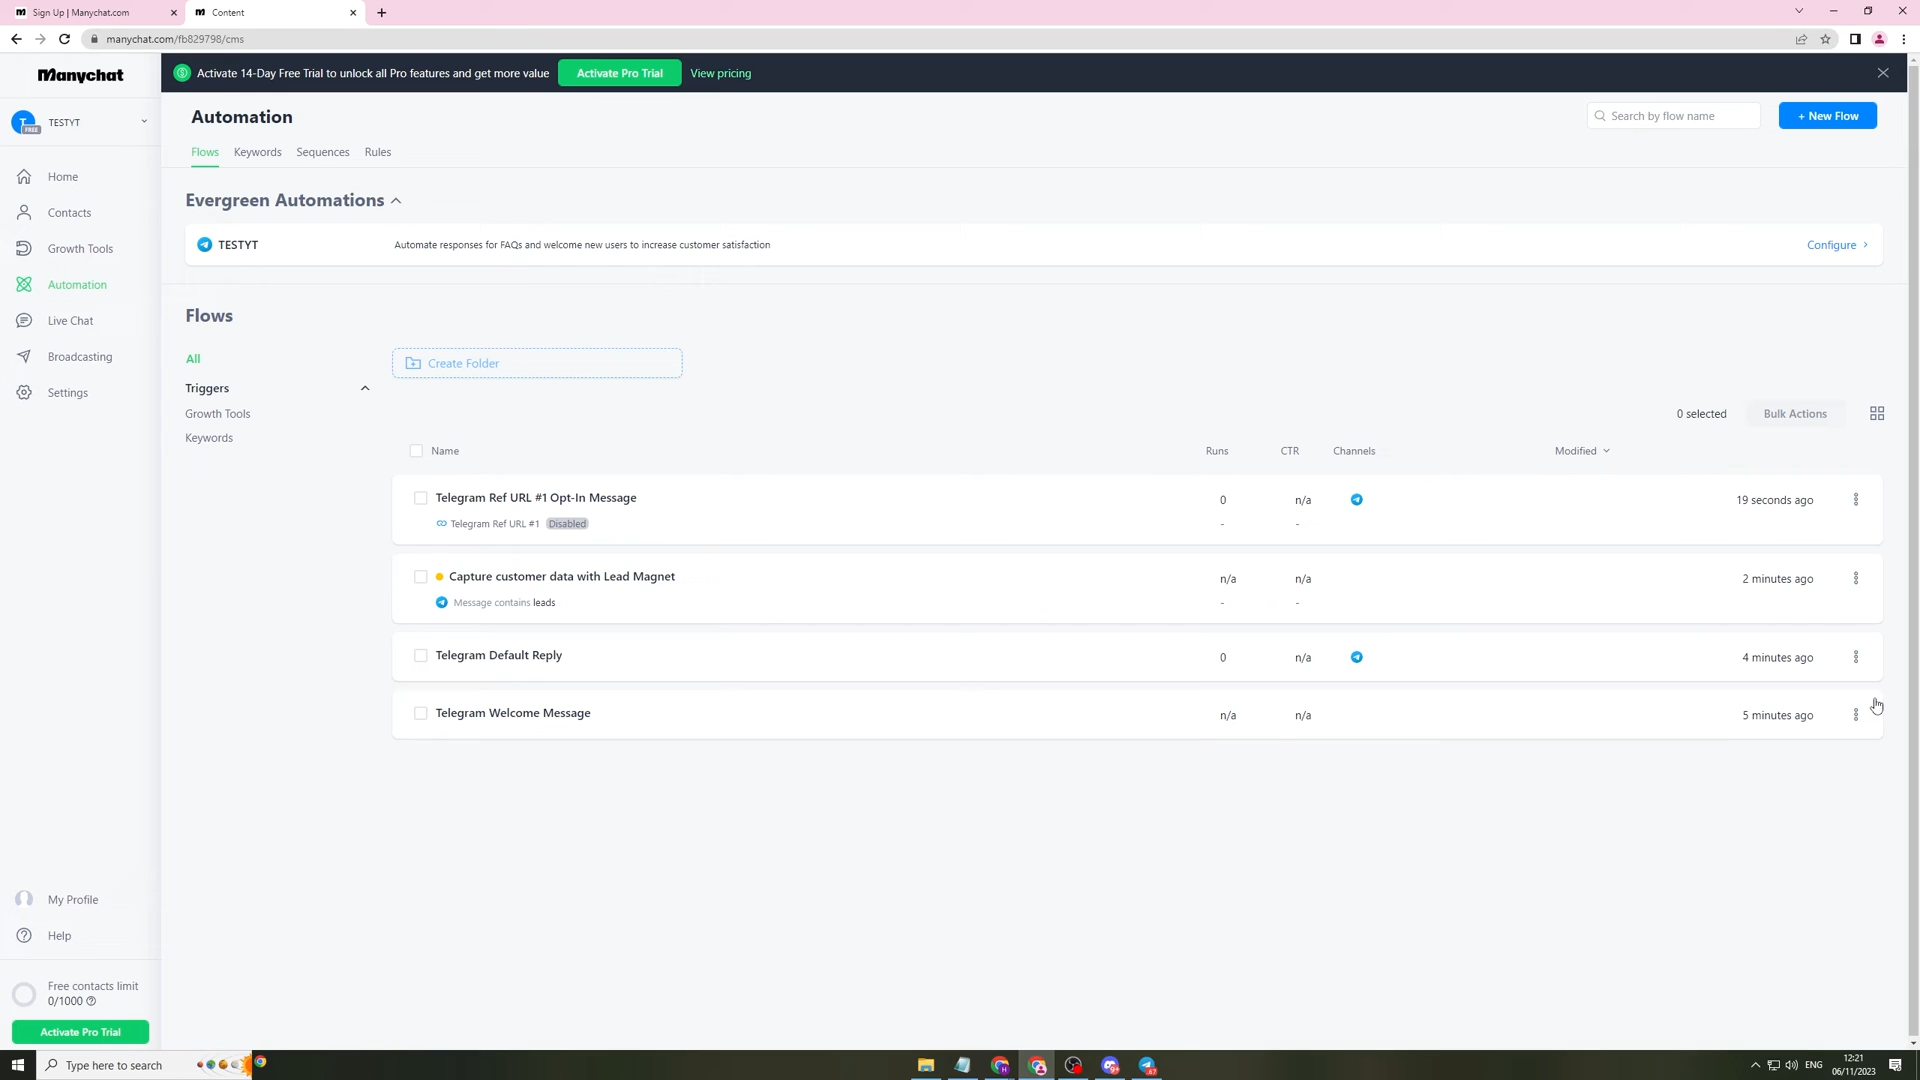 Sign Up | Manychat.com
Content
manychat.com/fb829798/cms
Manychat
Activate 14-Day Free Trial to unlock all Pro features and get more value
Activate Pro Trial
View pricing
T
FREE
TESTYT
Automation
Search by flow name
+ New Flow
Flows
Keywords
Sequences
Rules
Home
Contacts
Growth Tools
Automation
Live Chat
Broadcasting
Settings
Evergreen Automations
TESTYT
Automate responses for FAQs and welcome new users to increase customer satisfaction
Configure
Flows
All
Triggers
Growth Tools
Keywords
Create Folder
0 selected
Bulk Actions
Name
Runs
CTR
Channels
Modified
Telegram Ref URL #1 Opt-In Message
0
n/a
19 seconds ago
Telegram Ref URL #1
Disabled
-
-
Capture customer data with Lead Magnet
n/a
n/a
2 minutes ago
Message contains leads
-
-
Telegram Default Reply
0
n/a
4 minutes ago
Telegram Welcome Message
n/a
n/a
5 minutes ago
My Profile
Help
Free contacts limit
0/1000
Activate Pro Trial
Type here to search
ENG
12:21
06/11/2023